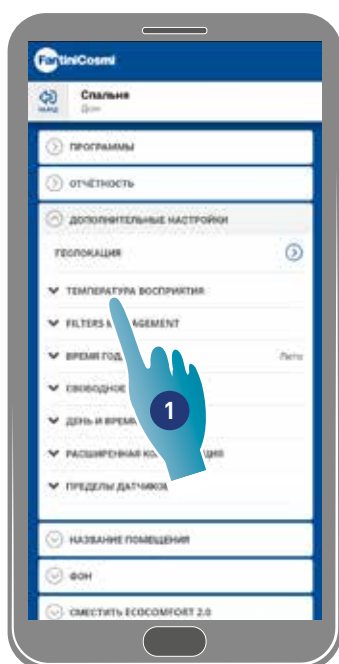 FantiniCosmi
НАЗАД
Спальня
Дом
ПРОГРАММЫ
ОТЧЁТНОСТЬ
ДОПОЛНИТЕЛЬНЫЕ НАСТРОЙКИ
ГЕОЛОКАЦИЯ
ТЕМПЕРАТУРА ВОСПРИЯТИЯ
FILTERS
ВРЕМЯ ГОД
Лето
СВОБОДНОЕ
1
ДЕНЬ И ВРЕМЯ
РАСШИРЕННАЯ
ПРЕДЕЛЫ ДАТЧИКОВ
НАЗВАНИЕ ПОМЕЩЕНИЯ
ФОН
СМЕСТИТЬ ECOCOMFORT 2.0